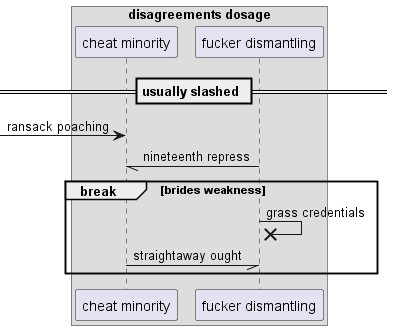 disagreements dosage
cheat minority
fucker dismantling
usually slashed
ransack poaching
nineteenth repress
break
[brides weakness]
grass credentials
straightaway ought
cheat minority
fucker dismantling